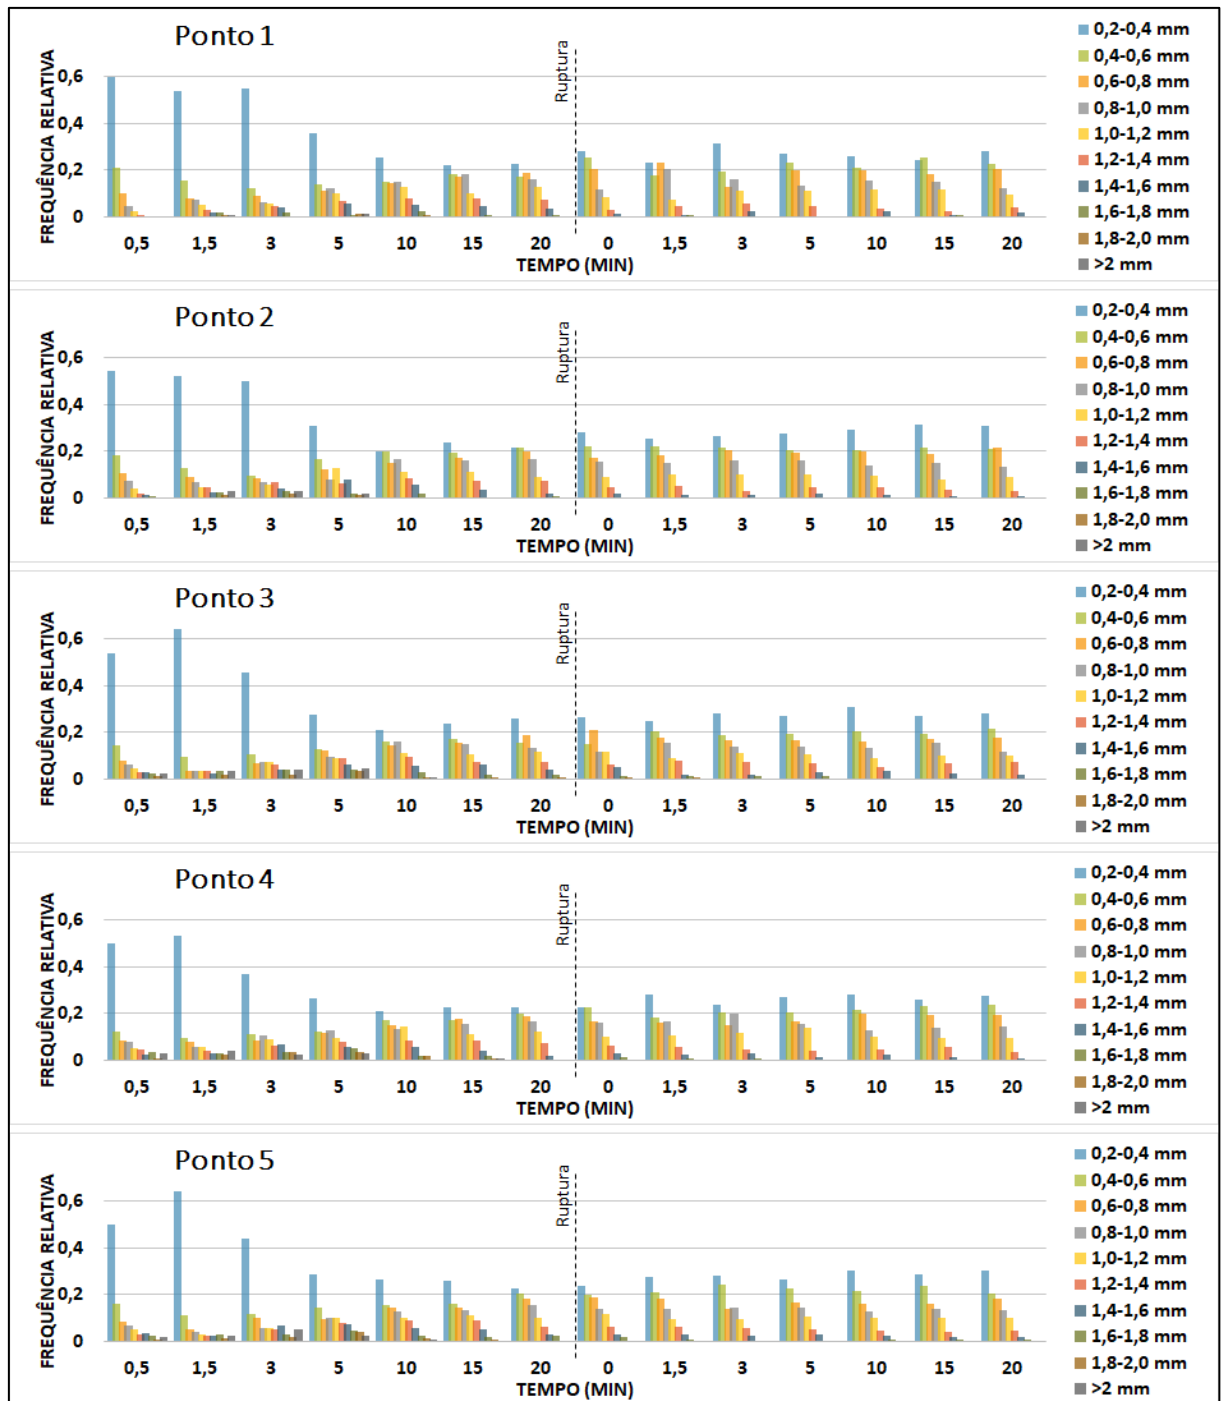 Ponto 1
FREQUÊNCIA RELATIVA
0,6
0,4
0,2
0
Ruptura
0,5 1,5 3 5 10 15 20 0 1,5 3 5 10 15 20
TEMPO (MIN)
0,2-0,4 mm
0,4-0,6 mm
0,6-0,8 mm
0,8-1,0 mm
1,0-1,2 mm
1,2-1,4 mm
1,4-1,6 mm
1,6-1,8 mm
1,8-2,0 mm
>2 mm
Ponto 2
FREQUÊNCIA RELATIVA
0,6
0,4
0,2
0
Ruptura
0,5 1,5 3 5 10 15 20 0 1,5 3 5 10 15 20
TEMPO (MIN)
0,2-0,4 mm
0,4-0,6 mm
0,6-0,8 mm
0,8-1,0 mm
1,0-1,2 mm
1,2-1,4 mm
1,4-1,6 mm
1,6-1,8 mm
1,8-2,0 mm
>2 mm
Ponto 3
FREQUÊNCIA RELATIVA
0,6
0,4
0,2
0
Ruptura
0,5 1,5 3 5 10 15 20 0 1,5 3 5 10 15 20
TEMPO (MIN)
0,2-0,4 mm
0,4-0,6 mm
0,6-0,8 mm
0,8-1,0 mm
1,0-1,2 mm
1,2-1,4 mm
1,4-1,6 mm
1,6-1,8 mm
1,8-2,0 mm
>2 mm
Ponto 4
FREQUÊNCIA RELATIVA
0,6
0,4
0,2
0
Ruptura
0,5 1,5 3 5 10 15 20 0 1,5 3 5 10 15 20
TEMPO (MIN)
0,2-0,4 mm
0,4-0,6 mm
0,6-0,8 mm
0,8-1,0 mm
1,0-1,2 mm
1,2-1,4 mm
1,4-1,6 mm
1,6-1,8 mm
1,8-2,0 mm
>2 mm
Ponto 5
FREQUÊNCIA RELATIVA
0,6
0,4
0,2
0
Ruptura
0,5 1,5 3 5 10 15 20 0 1,5 3 5 10 15 20
TEMPO (MIN)
0,2-0,4 mm
0,4-0,6 mm
0,6-0,8 mm
0,8-1,0 mm
1,0-1,2 mm
1,2-1,4 mm
1,4-1,6 mm
1,6-1,8 mm
1,8-2,0 mm
>2 mm